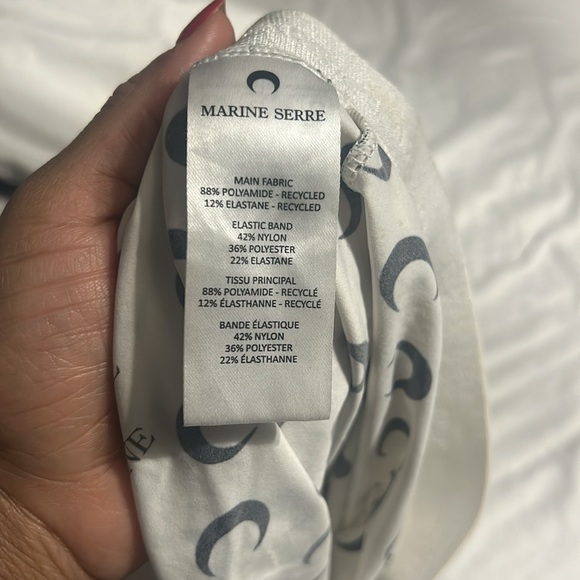 MARINE SERRE
MAIN FABRIC
88% POLYAMIDE - RECYCLED
12% ELASTANE - RECYCLED
ELASTIC BAND
42% NYLON
36% POLYESTER
22% ELASTANE
TISSU PRINCIPAL
88% POLYAMIDE - RECYCLÉ
12% ÉLASTHANNE - RECYCLÉ
BANDE ÉLASTIQUE
42% NYLON
36% POLYESTER
22% ÉLASTHANNE